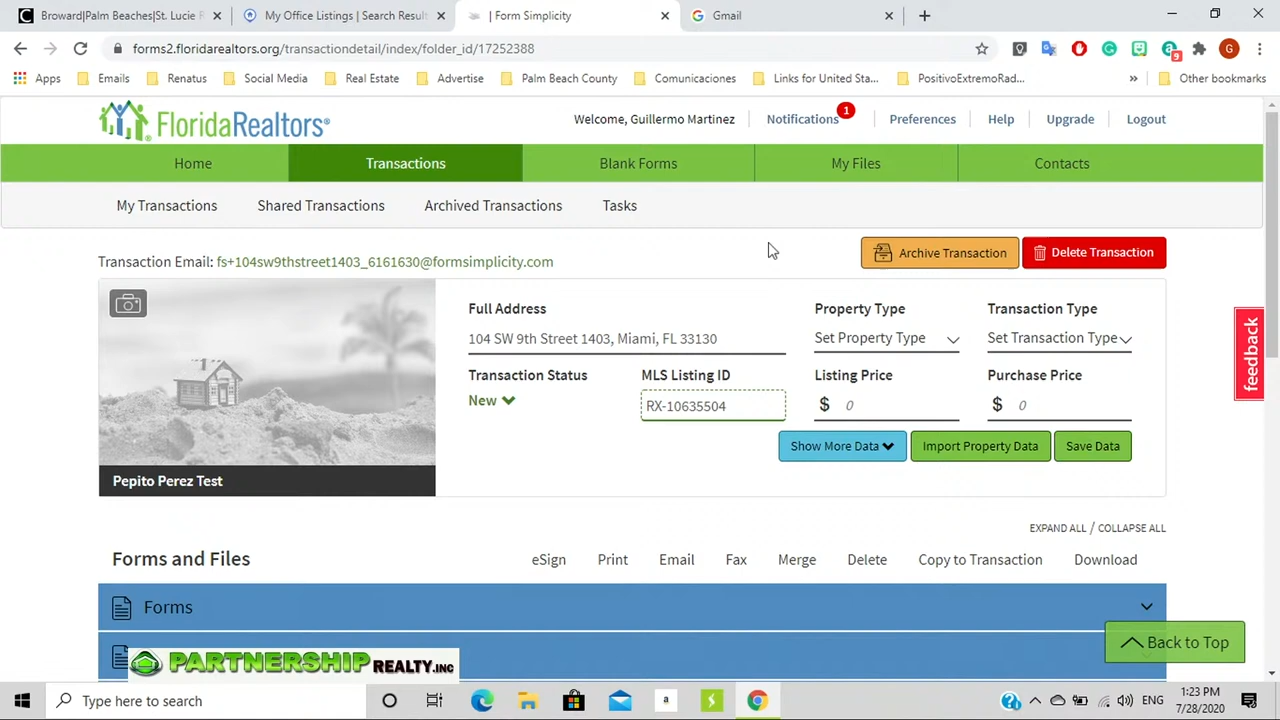 Broward|Palm Beaches|St. Lucie R
My Office Listings | Search Result
| Form Simplicity
Gmail
forms2.floridarealtors.org/transactiondetail/index/folder_id/17252388
9
G
Apps
Emails
Renatus
Social Media
Real Estate
Advertise
Palm Beach County
Comunicaciones
Links for United Sta...
PositivoExtremoRad...
»
Other bookmarks
FloridaRealtors®
Welcome, Guillermo Martinez
Notifications 1
Preferences
Help
Upgrade
Logout
Home
Transactions
Blank Forms
My Files
Contacts
My Transactions
Shared Transactions
Archived Transactions
Tasks
Archive Transaction
Delete Transaction
Full Address
Property Type
Transaction Type
104 SW 9th Street 1403, Miami, FL 33130
Set Property Type
Set Transaction Type
Transaction Status
MLS Listing ID
Listing Price
Purchase Price
New
RX-10635504
$ 0
$ 0
Show More Data
Import Property Data
Save Data
Pepito Perez Test
feedback
EXPAND ALL / COLLAPSE ALL
Forms and Files
eSign
Print
Email
Fax
Merge
Delete
Copy to Transaction
Download
Forms
Back to Top
PARTNERSHIP REALTY.INC
Type here to search
a
ENG
1:23 PM
7/28/2020